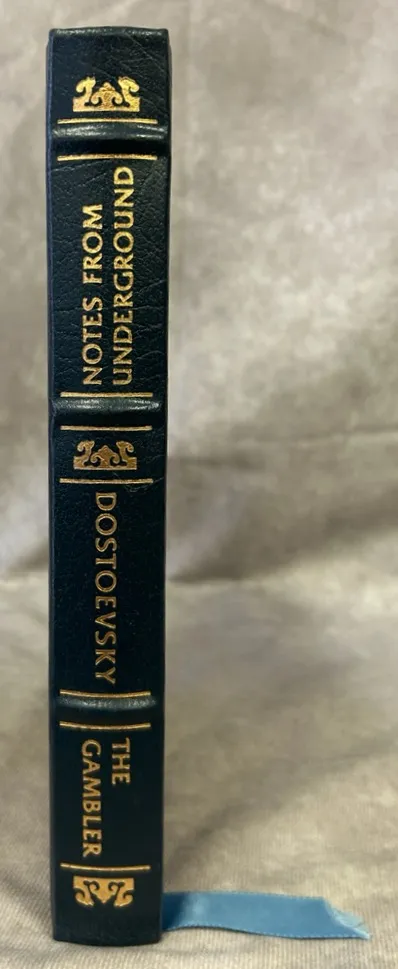 NOTES FROM
UNDERGROUND
DOSTOEVSKY
THE
GAMBLER